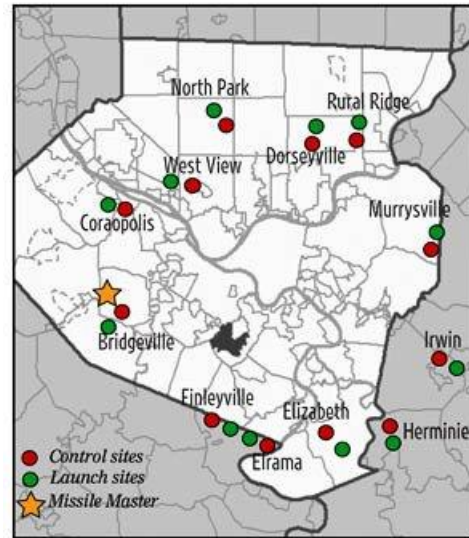 North Park
Rural Ridge
Dorseyville
West View
Coraopolis
Murrysville
Bridgeville
Irwin
Finleyville
Elizabeth
Herminie
Elrama
Control sites
Launch sites
Missile Master